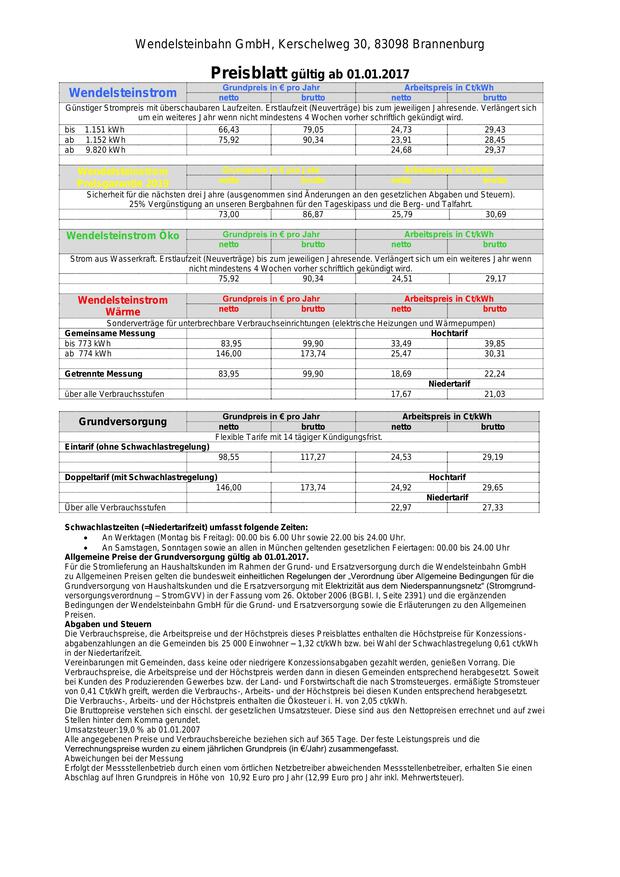 Wendelsteinbahn GmbH, Kerschelweg 30, 83098 Brannenburg
Preisblatt gültig ab 01.01.2017
Wendelsteinstrom Grundpreis in € pro Jahr Arbeitspreis in Ct/kWh
netto brutto netto brutto
Günstiger Strompreis mit überschaubaren Laufzeiten. Erstlaufzeit (Neuverträge) bis zum jeweiligen Jahresende. Verlängert sich
um ein weiteres Jahr wenn nicht mindestens 4 Wochen vorher schriftlich gekündigt wird.
bis 1.151 kWh 66,43 79,05 24,73 29,43
ab 1.152 kWh 75,92 90,34 23,91 28,45
ab 9.820 kWh 24,68 29,37
Wendelsteinstrom Grundpreis in € pro Jahr Arbeitspreis in Ct/kWh
Preisgarantie 2019 netto brutto netto brutto
Sicherheit für die nächsten drei Jahre (ausgenommen sind Änderungen an den gesetzlichen Abgaben und Steuern).
25% Vergünstigung an unseren Bergbahnen für den Tageskipass und die Berg- und Talfahrt.
73,00 86,87 25,79 30,69
Wendelsteinstrom Öko Grundpreis in € pro Jahr Arbeitspreis in Ct/kWh
netto brutto netto brutto
Strom aus Wasserkraft. Erstlaufzeit (Neuverträge) bis zum jeweiligen Jahresende. Verlängert sich um ein weiteres Jahr wenn
nicht mindestens 4 Wochen vorher schriftlich gekündigt wird.
75,92 90,34 24,51 29,17
Wendelsteinstrom Grundpreis in € pro Jahr Arbeitspreis in Ct/kWh
Wärme netto brutto netto brutto
Sonderverträge für unterbrechbare Verbrauchseinrichtungen (elektrische Heizungen und Wärmepumpen)
Gemeinsame Messung Hochtarif
bis 773 kWh 83,95 99,90 33,49 39,85
ab 774 kWh 146,00 173,74 25,47 30,31
Getrennte Messung 83,95 99,90 18,69 22,24
Niedertarif
über alle Verbrauchsstufen 17,67 21,03
Grundversorgung Grundpreis in € pro Jahr Arbeitspreis in Ct/kWh
netto brutto netto brutto
Flexible Tarife mit 14 tägiger Kündigungsfrist.
Eintarif (ohne Schwachlastregelung)
98,55 117,27 24,53 29,19
Doppeltarif (mit Schwachlastregelung) Hochtarif
146,00 173,74 24,92 29,65
Niedertarif
Über alle Verbrauchsstufen 22,97 27,33
Schwachlastzeiten (=Niedertarifzeit) umfasst folgende Zeiten:
• An Werktagen (Montag bis Freitag): 00.00 bis 6.00 Uhr sowie 22.00 bis 24.00 Uhr.
• An Samstagen, Sonntagen sowie an allen in München geltenden gesetzlichen Feiertagen: 00.00 bis 24.00 Uhr
Allgemeine Preise der Grundversorgung gültig ab 01.01.2017.
Für die Stromlieferung an Haushaltskunden im Rahmen der Grund- und Ersatzversorgung durch die Wendelsteinbahn GmbH
zu Allgemeinen Preisen gelten die bundesweit einheitlichen Regelungen der „Verordnung über Allgemeine Bedingungen für die
Grundversorgung von Haushaltskunden und die Ersatzversorgung mit Elektrizität aus dem Niederspannungsnetz" (Stromgrund-
versorgungsverordnung – StromGVV) in der Fassung vom 26. Oktober 2006 (BGBl. I, Seite 2391) und die ergänzenden
Bedingungen der Wendelsteinbahn GmbH für die Grund- und Ersatzversorgung sowie die Erläuterungen zu den Allgemeinen
Preisen.
Abgaben und Steuern
Die Verbrauchspreise, die Arbeitspreise und der Höchstpreis dieses Preisblattes enthalten die Höchstpreise für Konzessions-
abgabenzahlungen an die Gemeinden bis 25 000 Einwohner – 1,32 ct/kWh bzw. bei Wahl der Schwachlastregelung 0,61 ct/kWh
in der Niedertarifzeit.
Vereinbarungen mit Gemeinden, dass keine oder niedrigere Konzessionsabgaben gezahlt werden, genießen Vorrang. Die
Verbrauchspreise, die Arbeitspreise und der Höchstpreis werden dann in diesen Gemeinden entsprechend herabgesetzt. Soweit
bei Kunden des Produzierenden Gewerbes bzw. der Land- und Forstwirtschaft die nach Stromsteuerges. ermäßigte Stromsteuer
von 0,41 Ct/kWh greift, werden die Verbrauchs-, Arbeits- und der Höchstpreis bei diesen Kunden entsprechend herabgesetzt.
Die Verbrauchs-, Arbeits- und der Höchstpreis enthalten die Ökosteuer i. H. von 2,05 ct/kWh.
Die Bruttopreise verstehen sich einschl. der gesetzlichen Umsatzsteuer. Diese sind aus den Nettopreisen errechnet und auf zwei
Stellen hinter dem Komma gerundet.
Umsatzsteuer:19,0 % ab 01.01.2007
Alle angegebenen Preise und Verbrauchsbereiche beziehen sich auf 365 Tage. Der feste Leistungspreis und die
Verrechnungspreise wurden zu einem jährlichen Grundpreis (in €/Jahr) zusammengefasst.
Abweichungen bei der Messung
Erfolgt der Messstellenbetrieb durch einen vom örtlichen Netzbetreiber abweichenden Messstellenbetreiber, erhalten Sie einen
Abschlag auf Ihren Grundpreis in Höhe von 10,92 Euro pro Jahr (12,99 Euro pro Jahr inkl. Mehrwertsteuer).